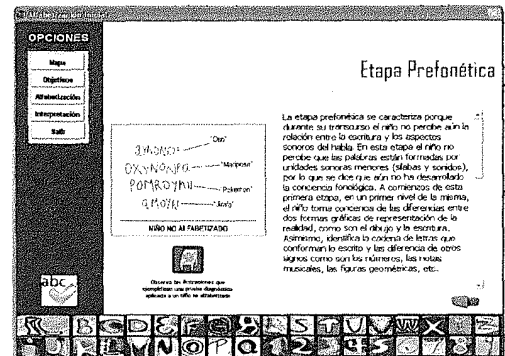 Alfabetización Inicial
OPCIONES
Mapa
Objetivos
Alfabetización
Interpretación
Salir
Etapa Prefonética
"Oso"
OXYNONJEO
"Mariposa"
POMROYAN
"Pokemon"
"Jirafa"
NIÑO NO ALFABETIZADO
Observa las ilustraciones que
ejemplifican una prueba diagnóstica
aplicada a un niño no alfabetizado
La etapa prefonética se caracteriza porque
durante su transcurso el niño no percibe aún la
relación entre la escritura y los aspectos
sonoros del habla. En esta etapa el niño no
percibe que las palabras están formadas por
unidades sonoras menores (sílabas y sonidos),
por lo que se dice que aún no ha desarrollado
la conciencia fonológica. A comienzos de esta
primera etapa, en un primer nivel de la misma,
el niño toma conciencia de las diferencias entre
dos formas gráficas de representación de la
realidad, como son el dibujo y la escritura.
Asimismo, identifica la cadena de letras que
conforman lo escrito y las diferencia de otros
signos como son los números, las notas
musicales, las figuras geométricas, etc.
abc
B C D E F S T U V W X
L N O P Q 2 3 4 5 7 8